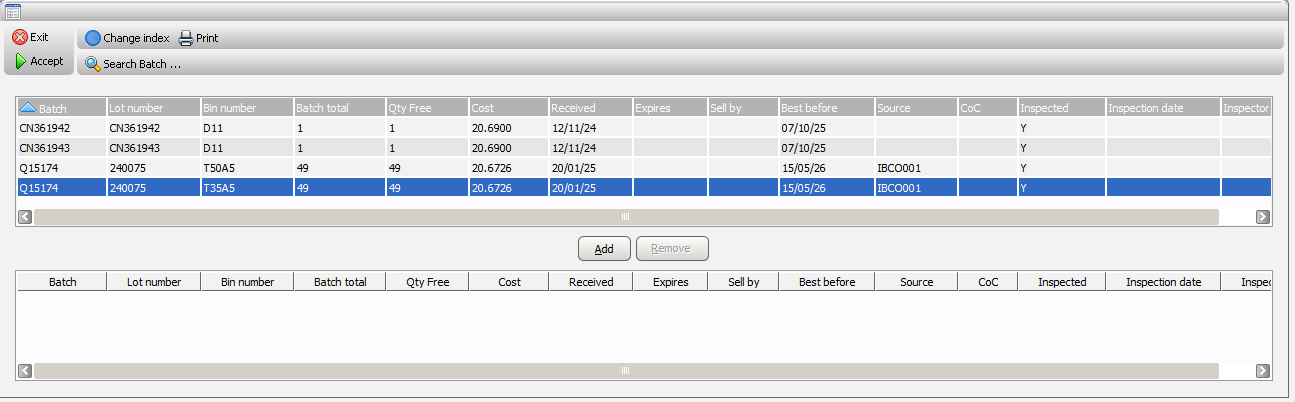 Exit
Change index Print
Accept
Search Batch ...
Batch Lot number Bin number Batch total Qty Free Cost Received Expires Sell by Best before Source CoC Inspected Inspection date Inspector
CN361942 CN361942 D11 1 1 20.6900 12/11/24 07/10/25 Y
CN361943 CN361943 D11 1 1 20.6900 12/11/24 07/10/25 Y
Q15174 240075 T50A5 49 49 20.6726 20/01/25 15/05/26 IBCO001 Y
Q15174 240075 T35A5 49 49 20.6726 20/01/25 15/05/26 IBCO001 Y
Add Remove
Batch Lot number Bin number Batch total Qty Free Cost Received Expires Sell by Best before Source CoC Inspected Inspection date Inspec